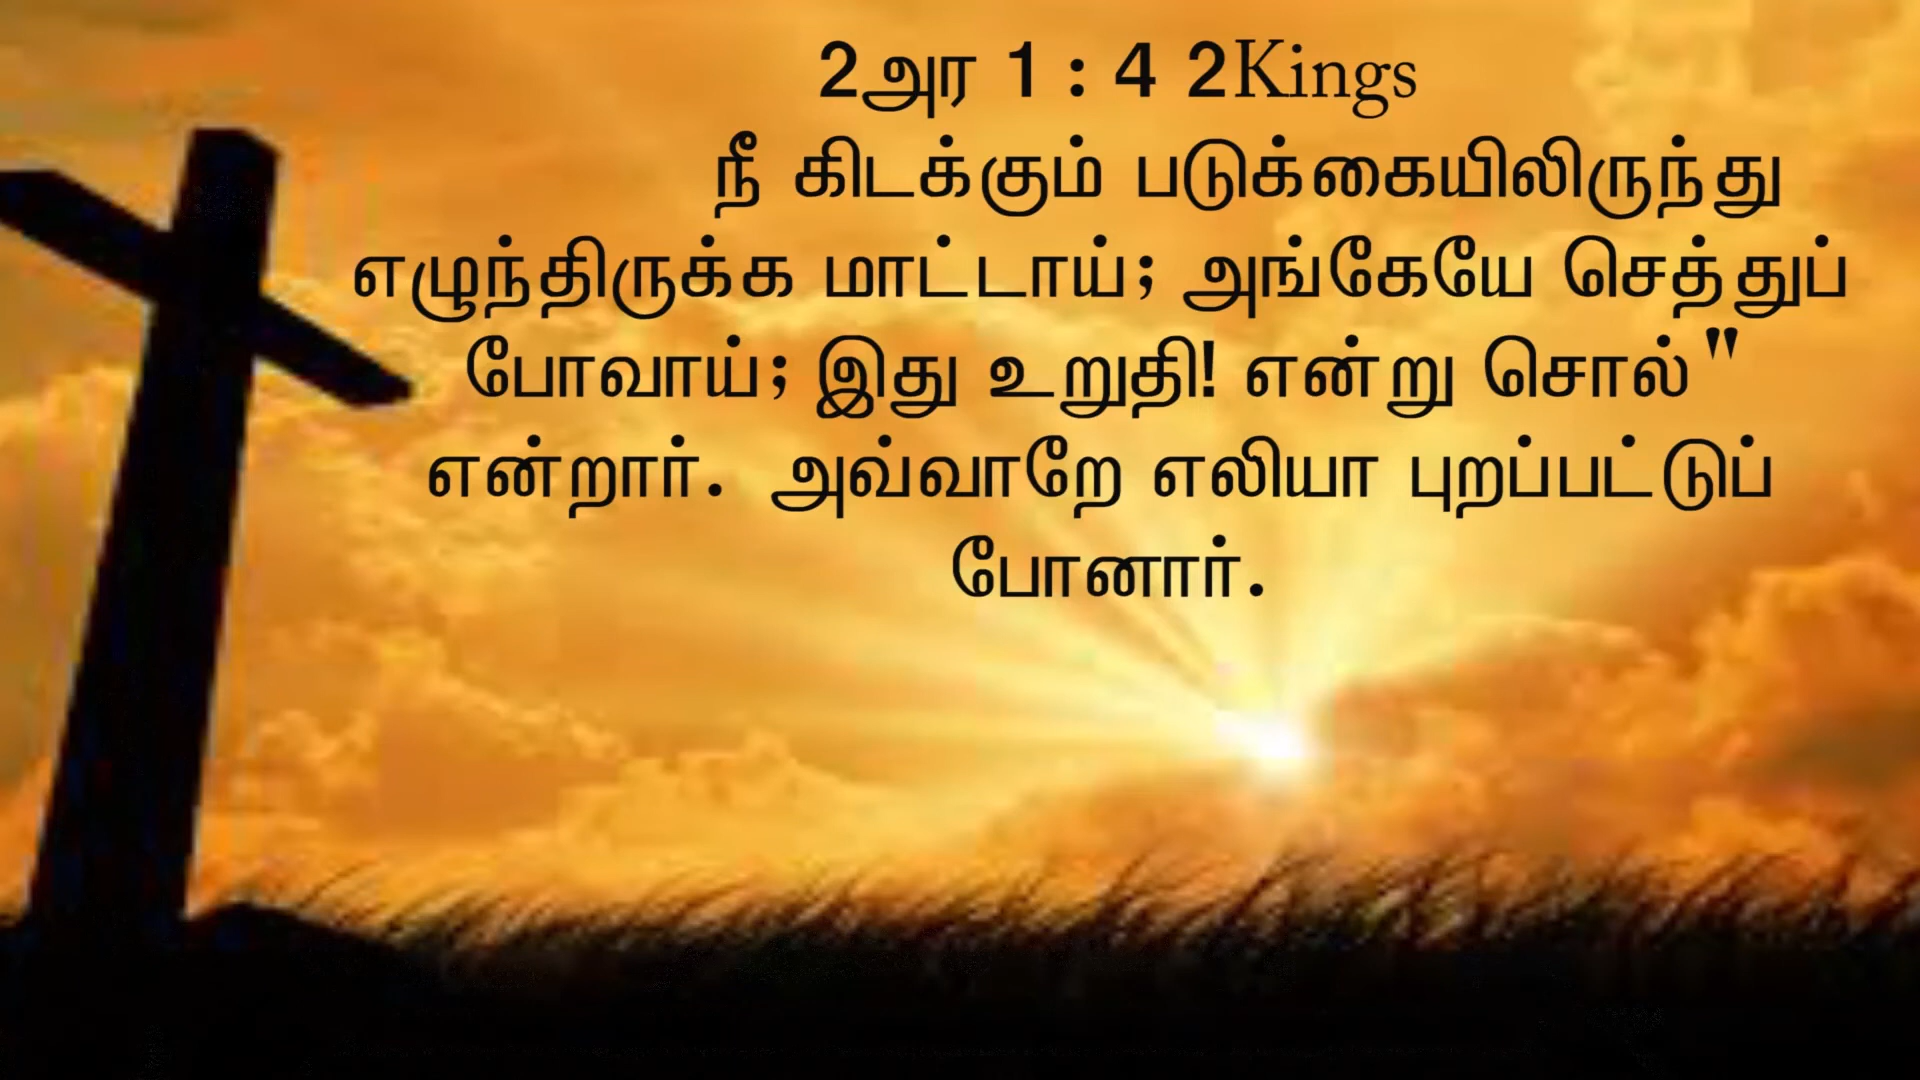 2அர 1 : 4 2Kings
நீ கிடக்கும் படுக்கையிலிருந்து
எழுந்திருக்க மாட்டாய்; அங்கேயே செத்துப்
போவாய்; இது உறுதி! என்று சொல்"
என்றார். அவ்வாறே எலியா புறப்பட்டுப்
போனார்.